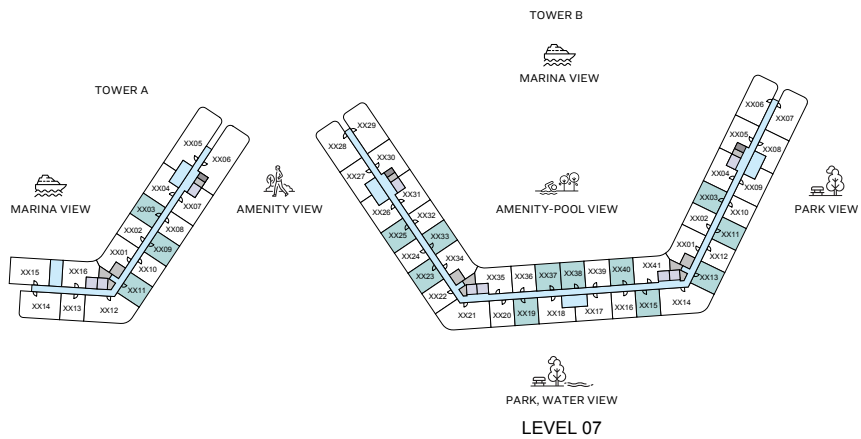 TOWER B
MARINA VIEW
TOWER A
MARINA VIEW
AMENITY VIEW
AMENITY-POOL VIEW
PARK VIEW
XX05
XX06
XX04
XX07
XX03
XX08
XX02
XX09
XX01
XX10
XX15
XX16
XX11
XX14
XX13
XX12
XX29
XX28
XX30
XX27
XX31
XX26
XX32
XX25
XX33
XX24
XX34
XX23
XX22
XX35
XX36
XX37
XX38
XX39
XX40
XX41
XX21
XX20
XX19
XX18
XX17
XX16
XX15
XX14
XX06
XX07
XX05
XX08
XX04
XX09
XX03
XX10
XX02
XX11
XX01
XX12
XX13
PARK, WATER VIEW
LEVEL 07